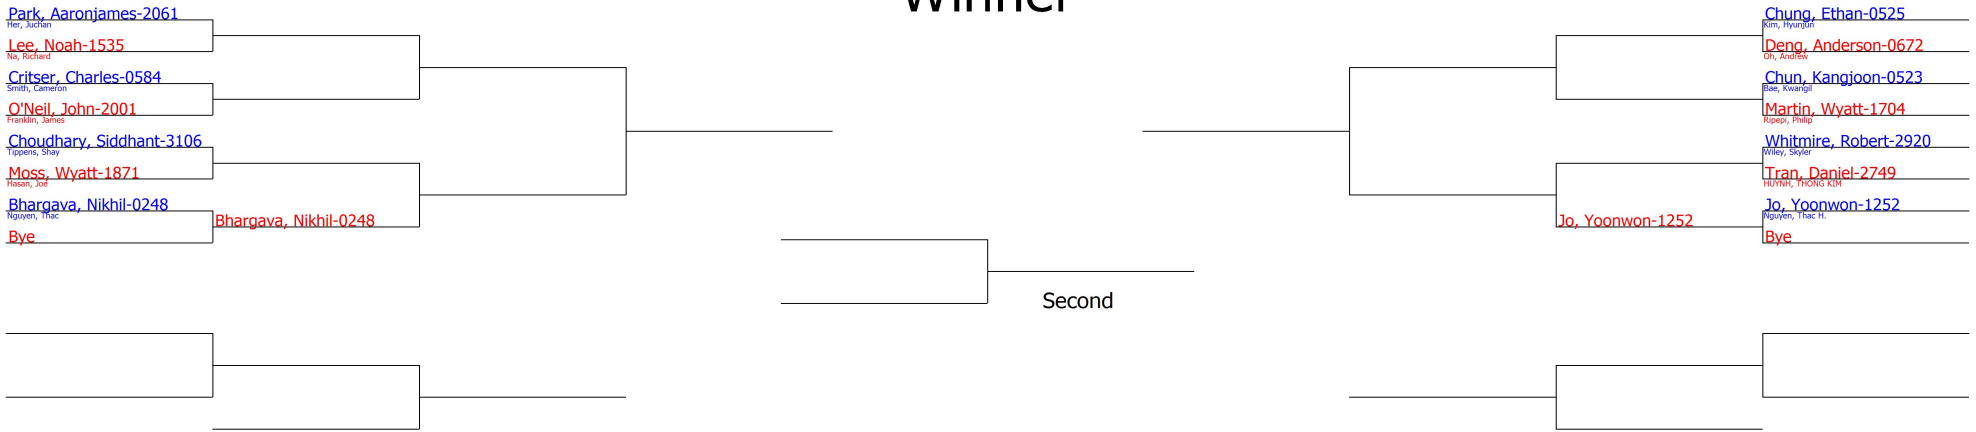 Winner
Park, Aaronjames-2061
Her, Juchan
Lee, Noah-1535
Na, Richard
Critser, Charles-0584
Smith, Cameron
O'Neil, John-2001
Franklin, James
Choudhary, Siddhant-3106
Tippens, Shay
Moss, Wyatt-1871
Hasan, Joe
Bhargava, Nikhil-0248
Nguyen, Thac
Bye
Bhargava, Nikhil-0248
Second
Jo, Yoonwon-1252
Chung, Ethan-0525
Kim, Hyunjun
Deng, Anderson-0672
Oh, Andrew
Chun, Kangjoon-0523
Bae, Kwangil
Martin, Wyatt-1704
Ripepi, Philip
Whitmire, Robert-2920
Wiley, Skyler
Tran, Daniel-2749
HUYNH, THONG KIM
Jo, Yoonwon-1252
Nguyen, Thac H.
Bye